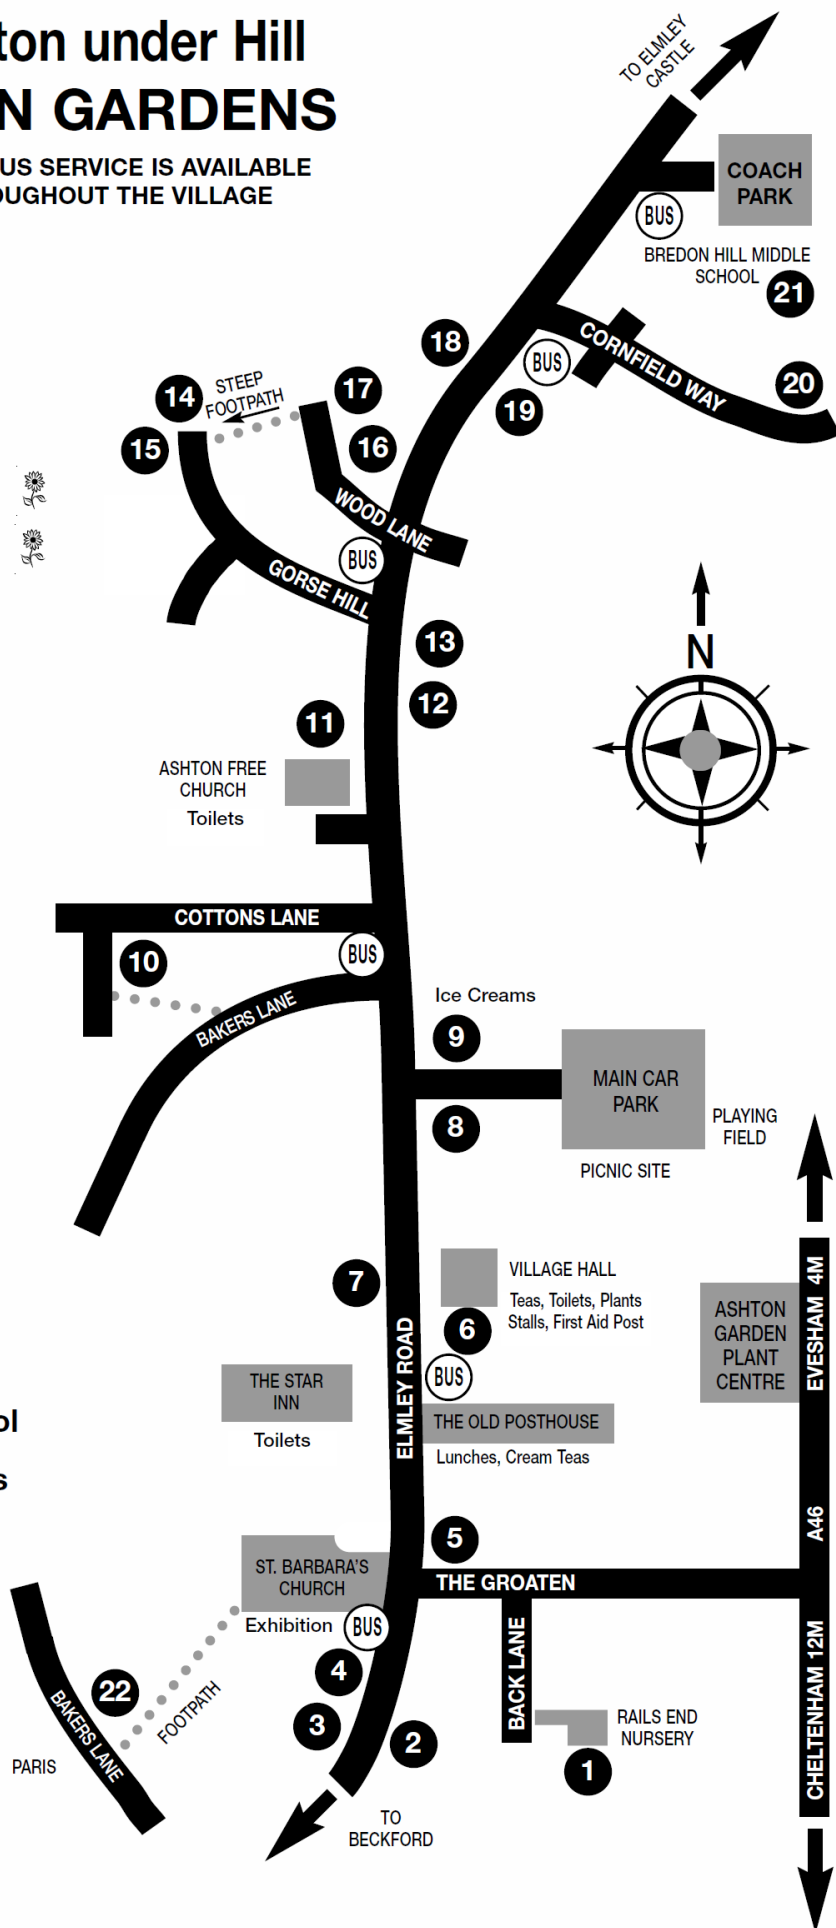 ton under Hill
N GARDENS
US SERVICE IS AVAILABLE
OUGHOUT THE VILLAGE
TO ELMLEY
CASTLE
COACH
PARK
BUS
BREDON HILL MIDDLE
SCHOOL
21
18
BUS
CORNFIELD WAY
20
19
14
STEEP
FOOTPATH
17
15
16
WOOD LANE
BUS
GORSE HILL
13
N
12
11
ASHTON FREE
CHURCH
Toilets
COTTONS LANE
10
BUS
BAKERS LANE
Ice Creams
9
MAIN CAR
PARK
8
PLAYING
FIELD
PICNIC SITE
7
VILLAGE HALL
Teas, Toilets, Plants
Stalls, First Aid Post
6
BUS
ELMLEY ROAD
EVESHAM 4M
ASHTON
GARDEN
PLANT
CENTRE
THE STAR
INN
Toilets
THE OLD POSTHOUSE
Lunches, Cream Teas
ol
s
A46
5
ST. BARBARA'S
CHURCH
THE GROATEN
Exhibition
BUS
4
BACK LANE
CHELTENHAM 12M
22
FOOTPATH
BAKERS LANE
3
2
RAILS END
NURSERY
1
PARIS
TO
BECKFORD